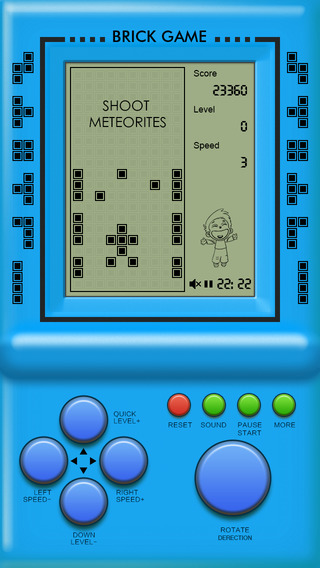 BRICK GAME
SHOOT
METEORITES
Score
23360
Level
0
Speed
3
22:22
QUICK
LEVEL+
LEFT
SPEED-
RIGHT
SPEED+
DOWN
LEVEL-
RESET
SOUND
PAUSE
START
MORE
ROTATE
DERECTION